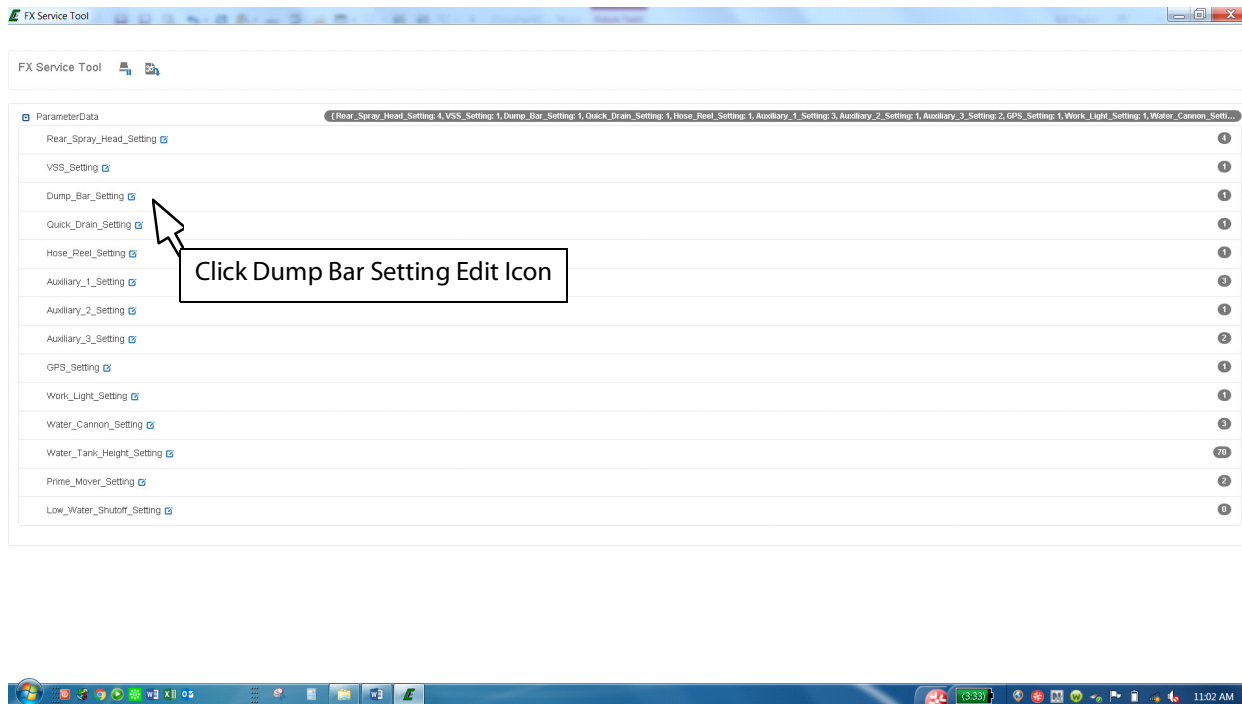 FX Service Tool
FX Service Tool
ParameterData
{Rear_Spray_Head_Setting: 4, VSS_Setting: 1, Dump_Bar_Setting: 1, Quick_Drain_Setting: 1, Hose_Reel_Setting: 1, Auxiliary_1_Setting: 3, Auxiliary_2_Setting: 1, Auxiliary_3_Setting: 2, GPS_Setting: 1, Work_Light_Setting: 1, Water_Cannon_Setti...
Rear_Spray_Head_Setting 4
VSS_Setting 1
Dump_Bar_Setting 1
Quick_Drain_Setting 1
Hose_Reel_Setting 1
Click Dump Bar Setting Edit Icon
Auxiliary_1_Setting 3
Auxiliary_2_Setting 1
Auxiliary_3_Setting 2
GPS_Setting 1
Work_Light_Setting 1
Water_Cannon_Setting 3
Water_Tank_Height_Setting 70
Prime_Mover_Setting 2
Low_Water_Shutoff_Setting 0
(3:33) 11:02 AM